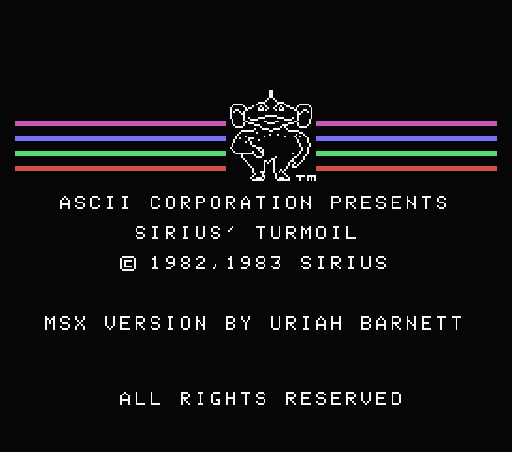 TM
ASCII CORPORATION PRESENTS
SIRIUS' TURMOIL
© 1982,1983 SIRIUS
MSX VERSION BY URIAH BARNETT
ALL RIGHTS RESERVED